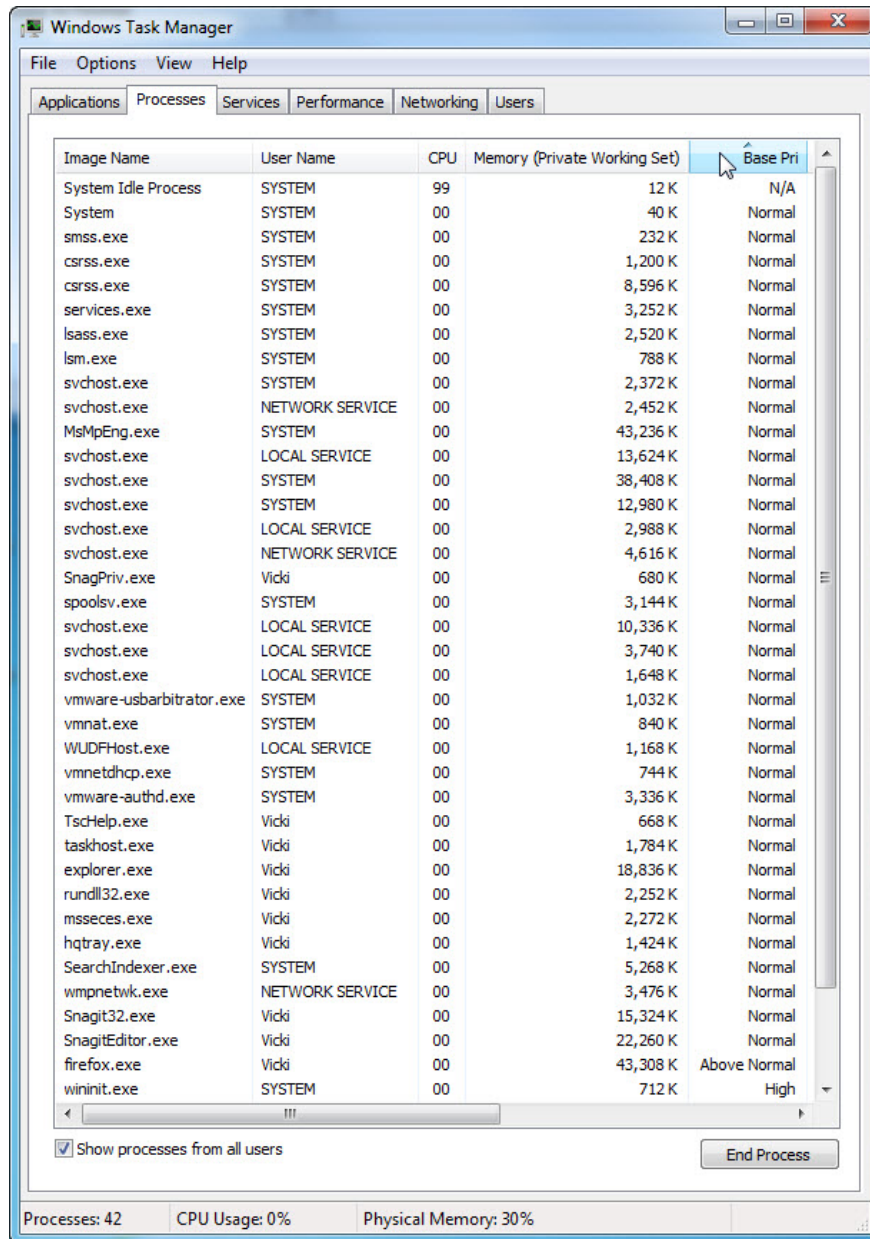 Windows Task Manager
File Options View Help
Applications Processes Services Performance Networking Users
Image Name User Name CPU Memory (Private Working Set) Base Pri
System Idle Process SYSTEM 99 12 K N/A
System SYSTEM 00 40 K Normal
smss.exe SYSTEM 00 232 K Normal
csrss.exe SYSTEM 00 1,200 K Normal
csrss.exe SYSTEM 00 8,596 K Normal
services.exe SYSTEM 00 3,252 K Normal
lsass.exe SYSTEM 00 2,520 K Normal
lsm.exe SYSTEM 00 788 K Normal
svchost.exe SYSTEM 00 2,372 K Normal
svchost.exe NETWORK SERVICE 00 2,452 K Normal
MsMpEng.exe SYSTEM 00 43,236 K Normal
svchost.exe LOCAL SERVICE 00 13,624 K Normal
svchost.exe SYSTEM 00 38,408 K Normal
svchost.exe SYSTEM 00 12,980 K Normal
svchost.exe LOCAL SERVICE 00 2,988 K Normal
svchost.exe NETWORK SERVICE 00 4,616 K Normal
SnagPriv.exe Vicki 00 680 K Normal
spoolsv.exe SYSTEM 00 3,144 K Normal
svchost.exe LOCAL SERVICE 00 10,336 K Normal
svchost.exe LOCAL SERVICE 00 3,740 K Normal
svchost.exe LOCAL SERVICE 00 1,648 K Normal
vmware-usbarbitrator.exe SYSTEM 00 1,032 K Normal
vmnat.exe SYSTEM 00 840 K Normal
WUDFHost.exe LOCAL SERVICE 00 1,168 K Normal
vmnetdhcp.exe SYSTEM 00 744 K Normal
vmware-authd.exe SYSTEM 00 3,336 K Normal
TscHelp.exe Vicki 00 668 K Normal
taskhost.exe Vicki 00 1,784 K Normal
explorer.exe Vicki 00 18,836 K Normal
rundll32.exe Vicki 00 2,252 K Normal
msseces.exe Vicki 00 2,272 K Normal
hqtray.exe Vicki 00 1,424 K Normal
SearchIndexer.exe SYSTEM 00 5,268 K Normal
wmpnetwk.exe NETWORK SERVICE 00 3,476 K Normal
Snagit32.exe Vicki 00 15,324 K Normal
SnagitEditor.exe Vicki 00 22,260 K Normal
firefox.exe Vicki 00 43,308 K Above Normal
wininit.exe SYSTEM 00 712 K High
Show processes from all users
End Process
Processes: 42 CPU Usage: 0% Physical Memory: 30%